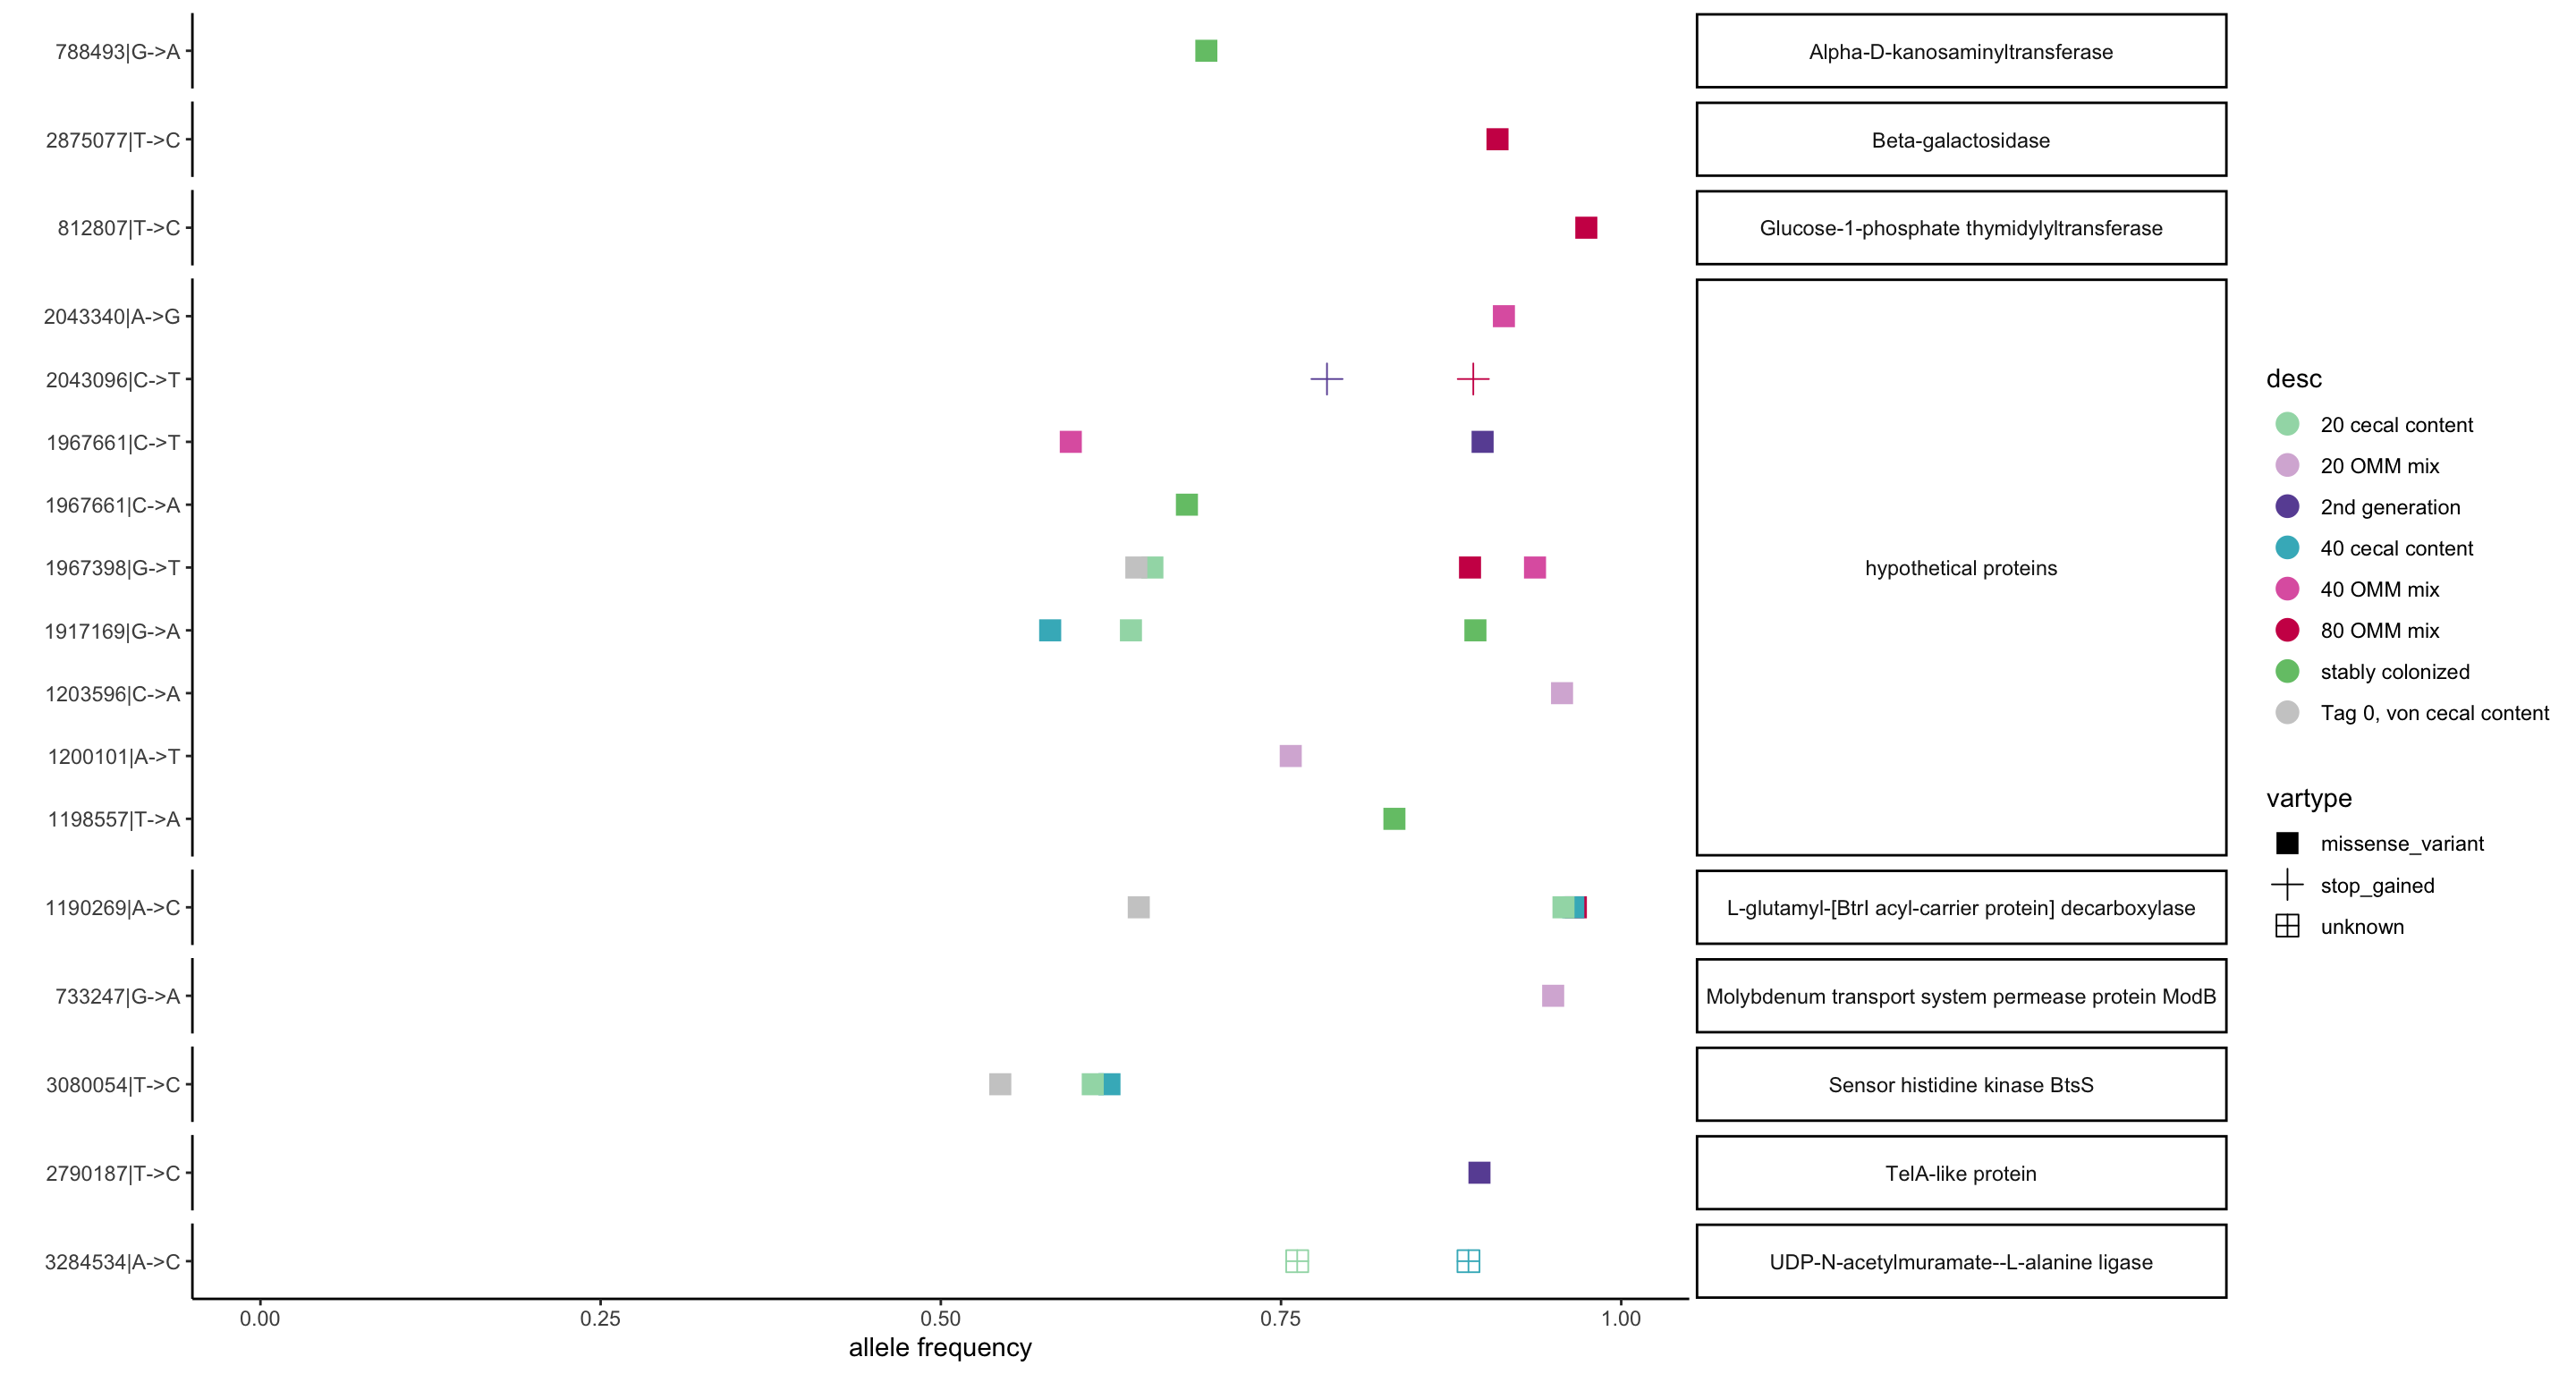 788493|G->A
Alpha-D-kanosaminyltransferase
2875077|T->C
Beta-galactosidase
812807|T->C
Glucose-1-phosphate thymidylyltransferase
2043340|A->G
2043096|C->T
1967661|C->T
1967661|C->A
1967398|G->T
1917169|G->A
1203596|C->A
1200101|A->T
1198557|T->A
hypothetical proteins
1190269|A->C
L-glutamyl-[BtrI acyl-carrier protein] decarboxylase
733247|G->A
Molybdenum transport system permease protein ModB
3080054|T->C
Sensor histidine kinase BtsS
2790187|T->C
TelA-like protein
3284534|A->C
UDP-N-acetylmuramate--L-alanine ligase
0.00
0.25
0.50
0.75
1.00
allele frequency
desc
20 cecal content
20 OMM mix
2nd generation
40 cecal content
40 OMM mix
80 OMM mix
stably colonized
Tag 0, von cecal content
vartype
missense_variant
stop_gained
unknown